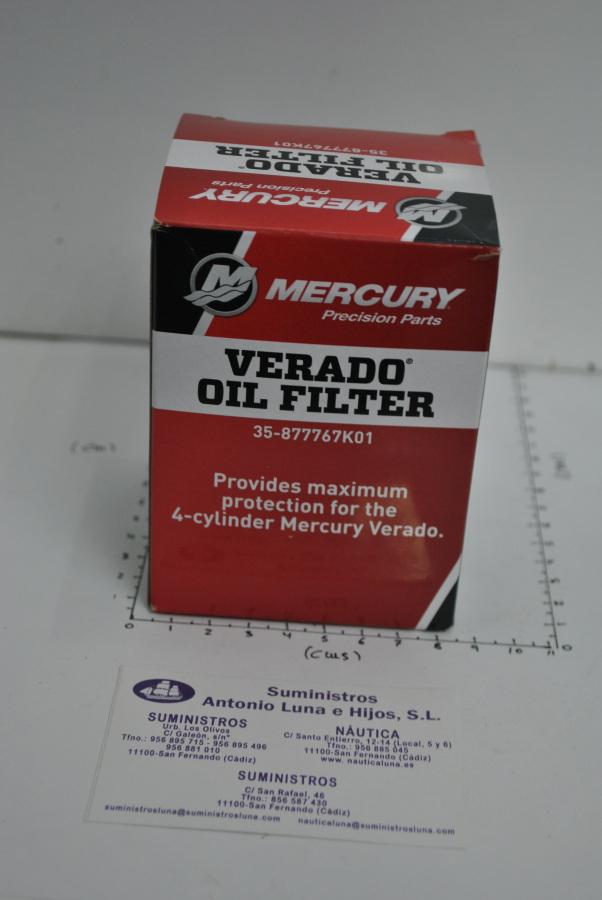 35-877767K01
VERADO®
OIL FILTER
MERCURY
Precision Parts
MERCURY
Precision Parts
VERADO®
OIL FILTER
35-877767K01
Provides maximum
protection for the
4-cylinder Mercury Verado.
0 1 2 3 4 5 6 7 8 9 10 11
(cms)
Suministros
Antonio Luna e Hijos, S.L.
SUMINISTROS
Urb. Los Olivos
C/ Galeón, s/nº
Tfno.: 956 895 715 - 956 895 496
956 881 010
11100-San Fernando (Cádiz)
NÁUTICA
C/ Santo Entierro, 12-14 (Local, 5 y 6)
Tfno.: 956 885 045
11100-San Fernando (Cádiz)
www. nauticaluna.es
SUMINISTROS
C/ San Rafael, 46
Tfno.: 856 587 430
11100-San Fernando (Cádiz)
suministrosluna@suministrosluna.com nauticaluna@suministrosluna.com